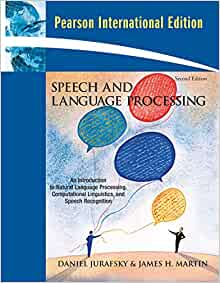 Pearson International Edition
Second Edition
SPEECH AND
LANGUAGE PROCESSING
An Introduction
to Natural Language Processing,
Computational Linguistics, and
Speech Recognition
DANIEL JURAFSKY & JAMES H. MARTIN